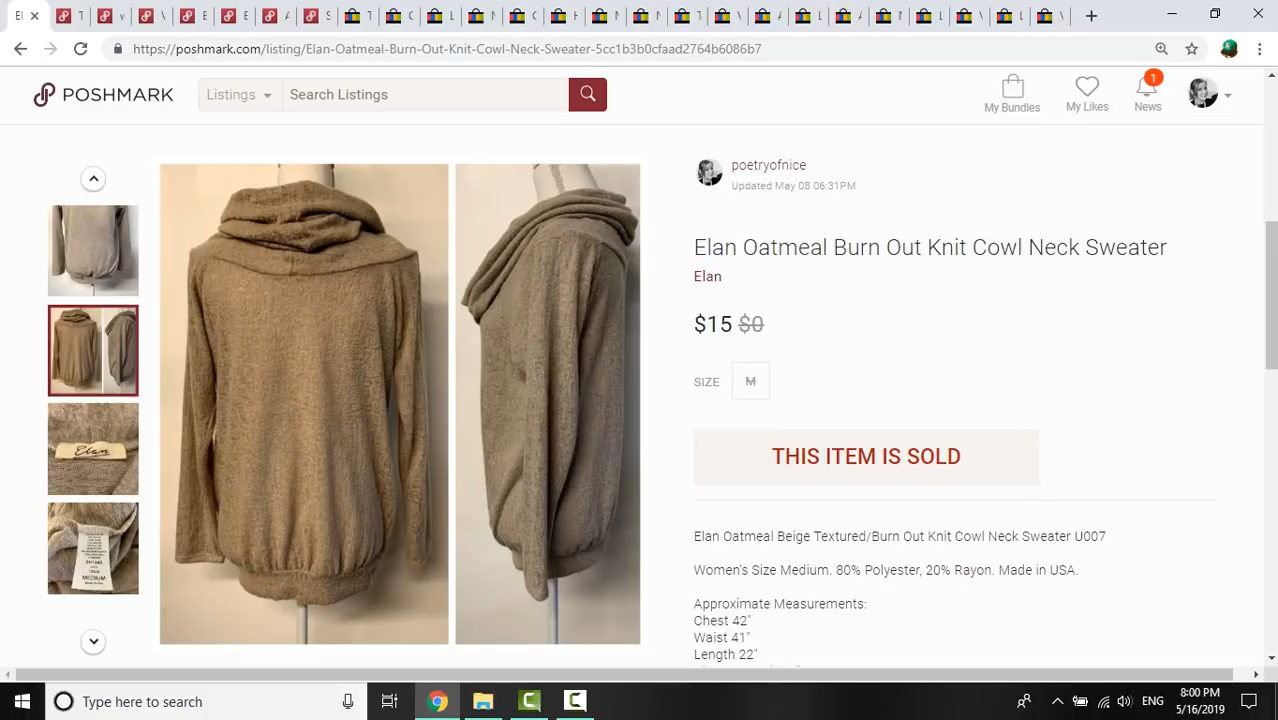 El
T
C
V
E
E
E
A
S
T
C
L
N
C
H
N
N
T
A
L
A
N
L
V
L
V
https://poshmark.com/listing/Elan-Oatmeal-Burn-Out-Knit-Cowl-Neck-Sweater-5cc1b3b0cfaad2764b6086b7
POSHMARK
Listings
Search Listings
My Bundles
My Likes
1
News
poetryofnice
Updated May 08 06:31PM
Elan Oatmeal Burn Out Knit Cowl Neck Sweater
Elan
$15 $0
SIZE M
THIS ITEM IS SOLD
Elan Oatmeal Beige Textured/Burn Out Knit Cowl Neck Sweater U007
Women's Size Medium. 80% Polyester, 20% Rayon. Made in USA.
Approximate Measurements:
Chest 42"
Waist 41"
Length 22"
Elan
MEDIUM
Type here to search
ENG
8:00 PM
5/16/2019